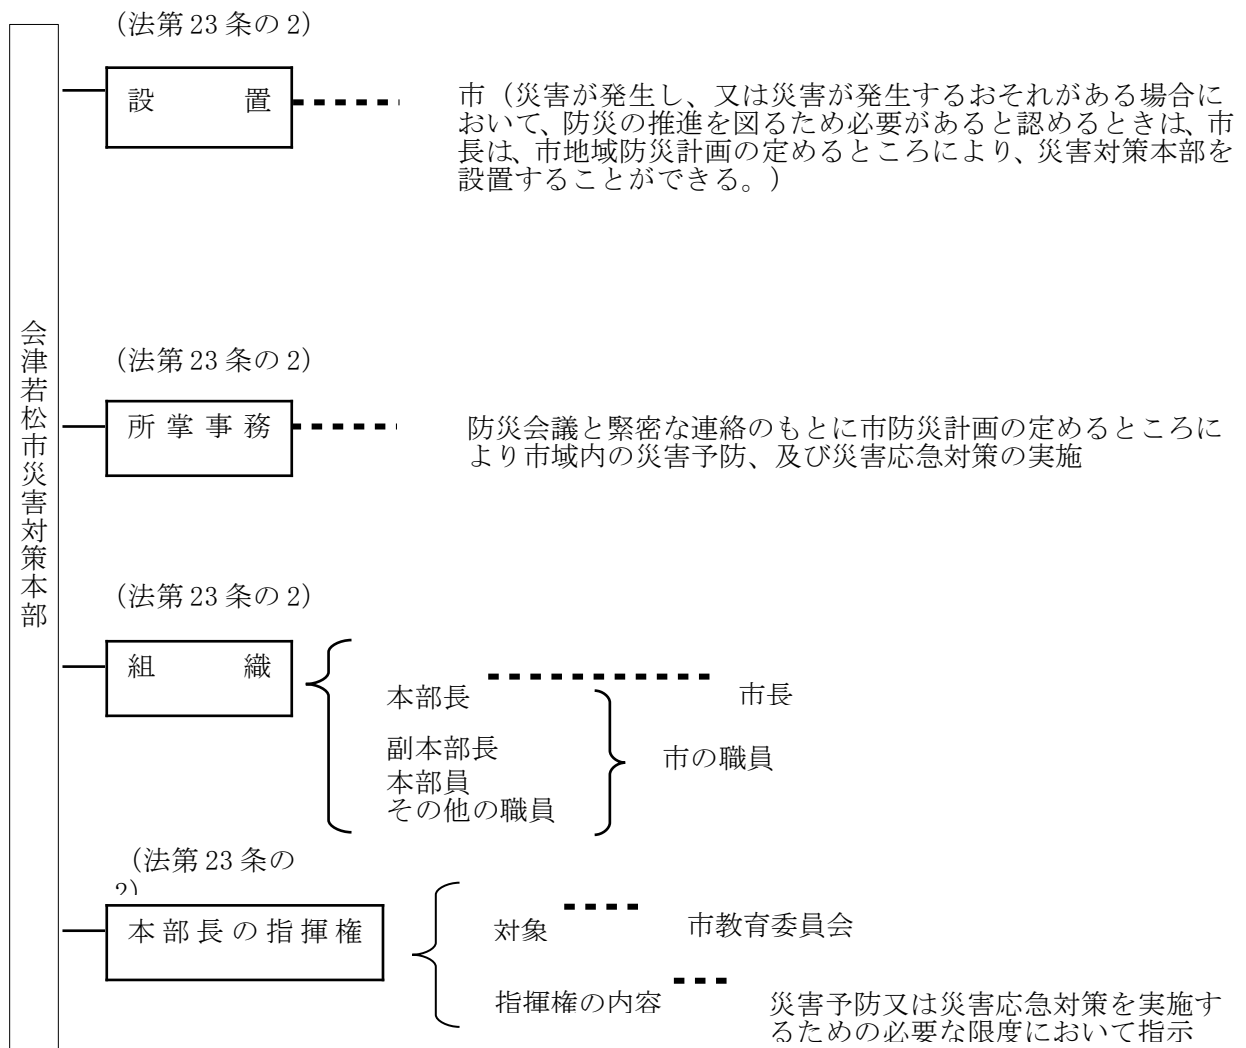 会津若松市災害対策本部
（法第23条の2）
設　　置
市（災害が発生し、又は災害が発生するおそれがある場合に
おいて、防災の推進を図るため必要があると認めるときは、市
長は、市地域防災計画の定めるところにより、災害対策本部を
設置することができる。）
（法第23条の2）
所掌事務
防災会議と緊密な連絡のもとに市防災計画の定めるところに
より市域内の災害予防、及び災害応急対策の実施
（法第23条の2）
組　　織
本部長
市長
副本部長
本部員
その他の職員
市の職員
（法第23条の
2）
本部長の指揮権
対象
市教育委員会
指揮権の内容
災害予防又は災害応急対策を実施す
るための必要な限度において指示